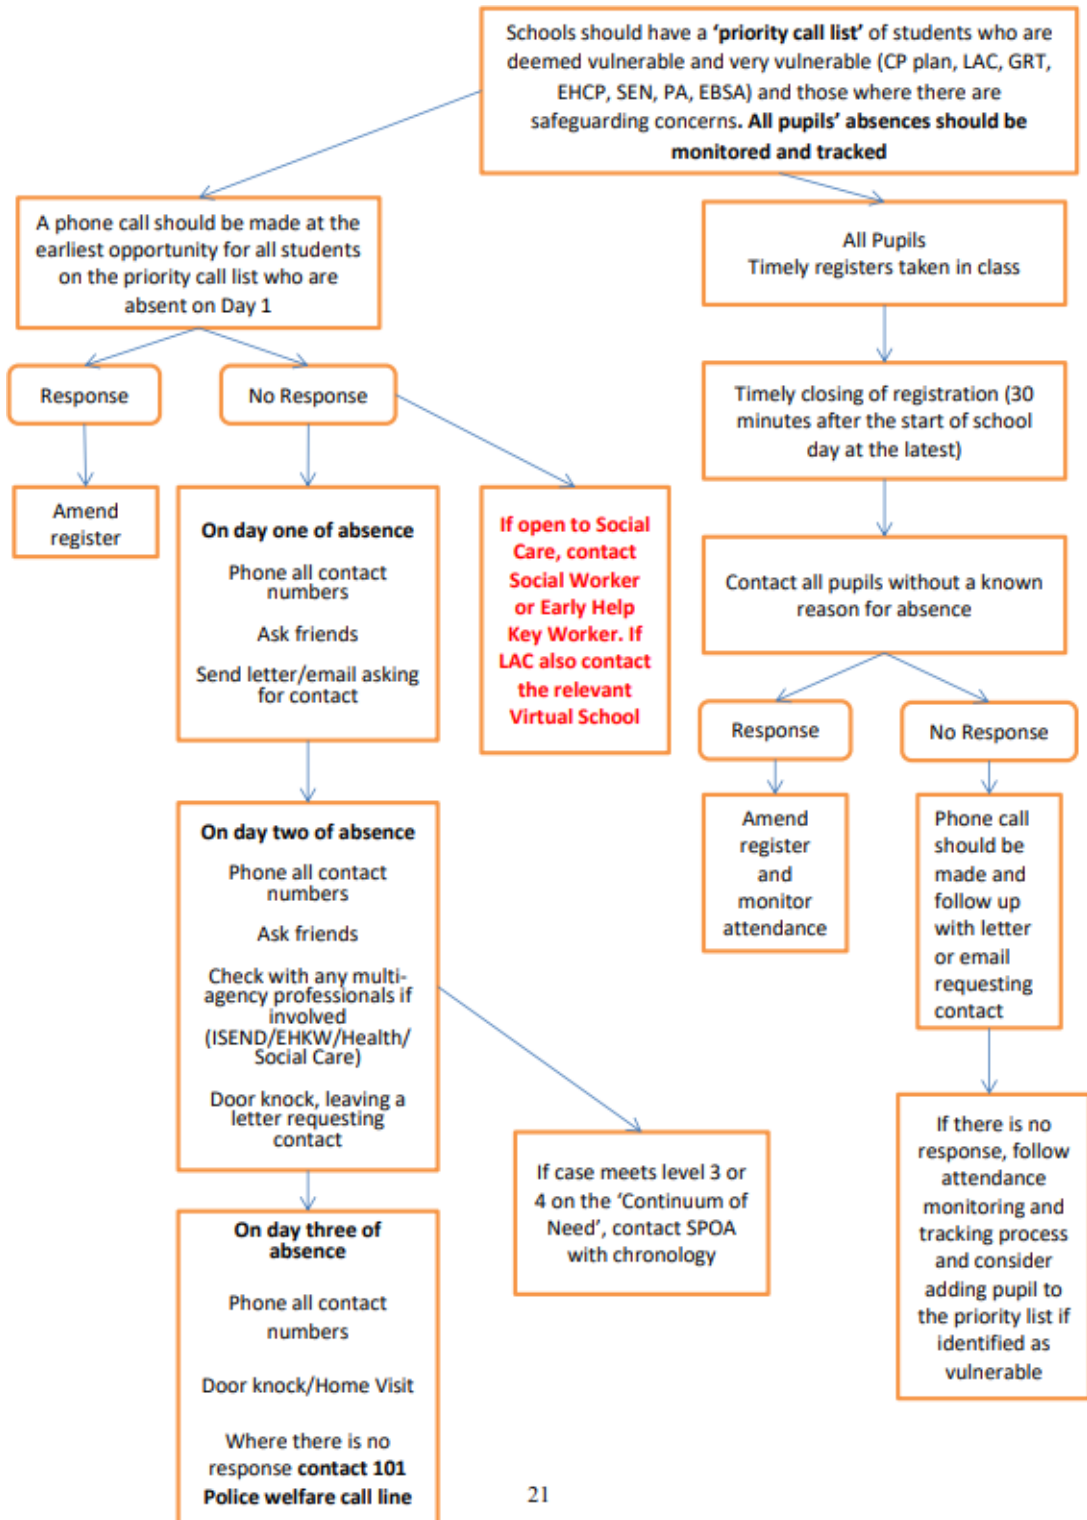 Schools should have a ‘priority call list’ of students who are
deemed vulnerable and very vulnerable (CP plan, LAC, GRT,
EHCP, SEN, PA, EBSA) and those where there are
safeguarding concerns. All pupils’ absences should be
monitored and tracked
A phone call should be made at the
earliest opportunity for all students
on the priority call list who are
absent on Day 1
Response
No Response
Amend
register
On day one of absence
Phone all contact
numbers
Ask friends
Send letter/email asking
for contact
If open to Social
Care, contact
Social Worker
or Early Help
Key Worker. If
LAC also contact
the relevant
Virtual School
On day two of absence
Phone all contact
numbers
Ask friends
Check with any multi-
agency professionals if
involved
(ISEND/EHKW/Health/
Social Care)
Door knock, leaving a
letter requesting
contact
If case meets level 3 or
4 on the ‘Continuum of
Need’, contact SPOA
with chronology
On day three of
absence
Phone all contact
numbers
Door knock/Home Visit
Where there is no
response contact 101
Police welfare call line
All Pupils
Timely registers taken in class
Timely closing of registration (30
minutes after the start of school
day at the latest)
Contact all pupils without a known
reason for absence
Response
No Response
Amend
register
and
monitor
attendance
Phone call
should be
made and
follow up
with letter
or email
requesting
contact
If there is no
response, follow
attendance
monitoring and
tracking process
and consider
adding pupil to
the priority list if
identified as
vulnerable
21